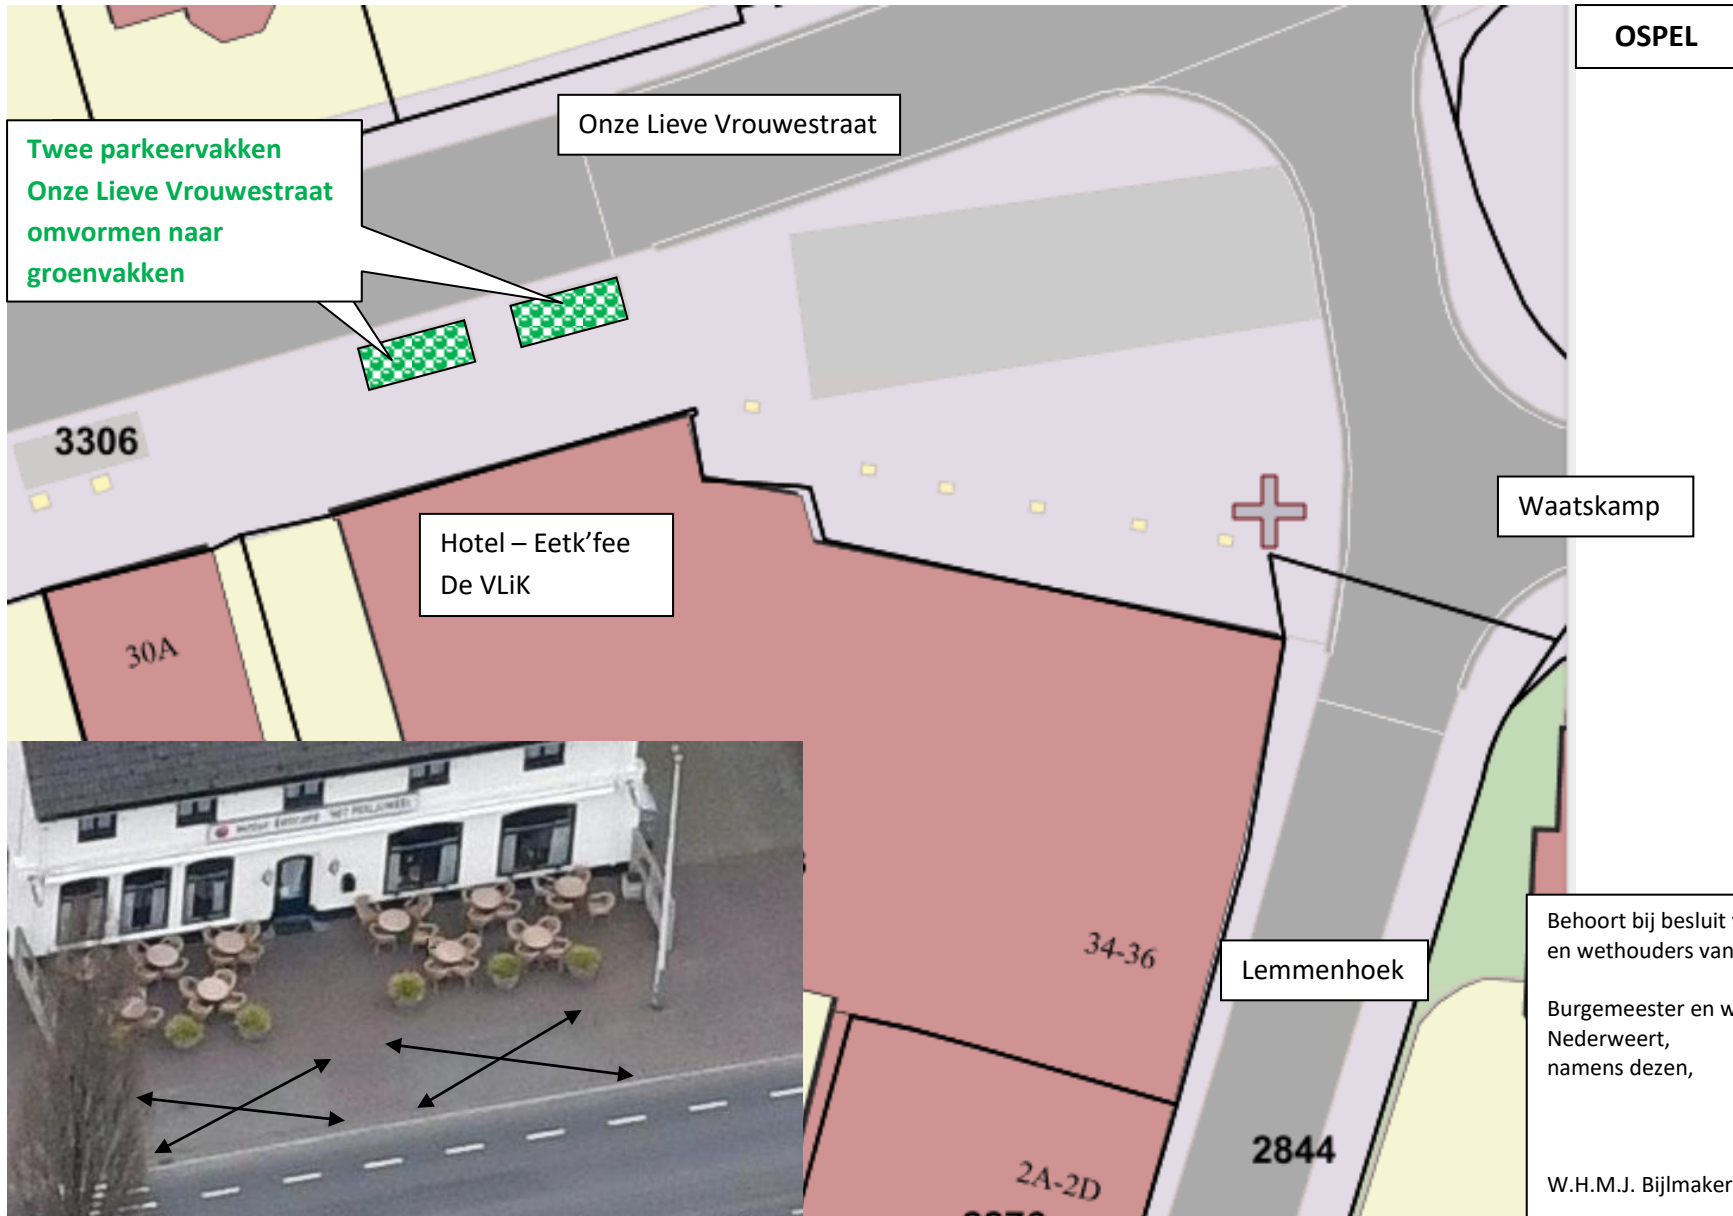 OSPEL
Onze Lieve Vrouwestraat
Twee parkeervakken
Onze Lieve Vrouwestraat
omvormen naar
groenvakken
3306
Waatskamp
Hotel – Eetk'fee
De VLiK
30A
34-36
Lemmenhoek
Behoort bij besluit
en wethouders van
Burgemeester en w
Nederweert,
namens dezen,
2844
2A-2D
W.H.M.J. Bijlmaker